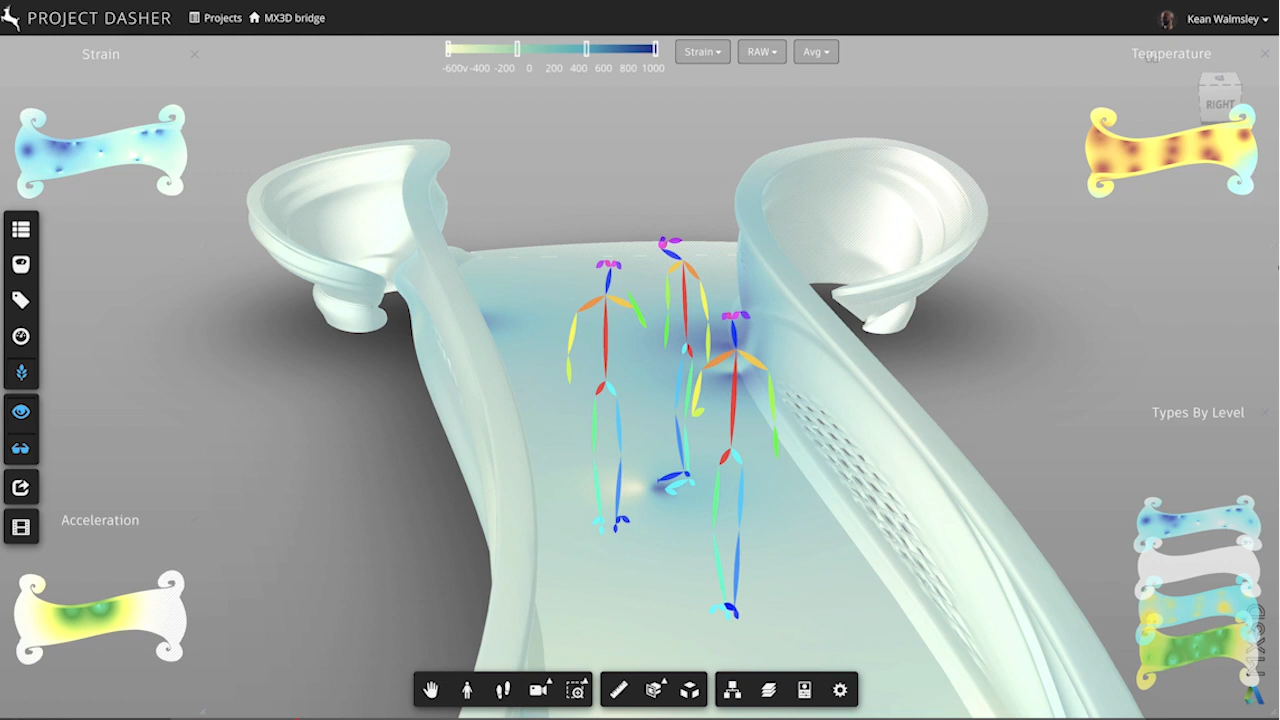 PROJECT DASHER Projects MX3D bridge Kean Walmsley
Strain
-600v -400 -200 0 200 400 600 800 1000
Strain RAW Avg
Temperature
RIGHT
Types By Level
Acceleration